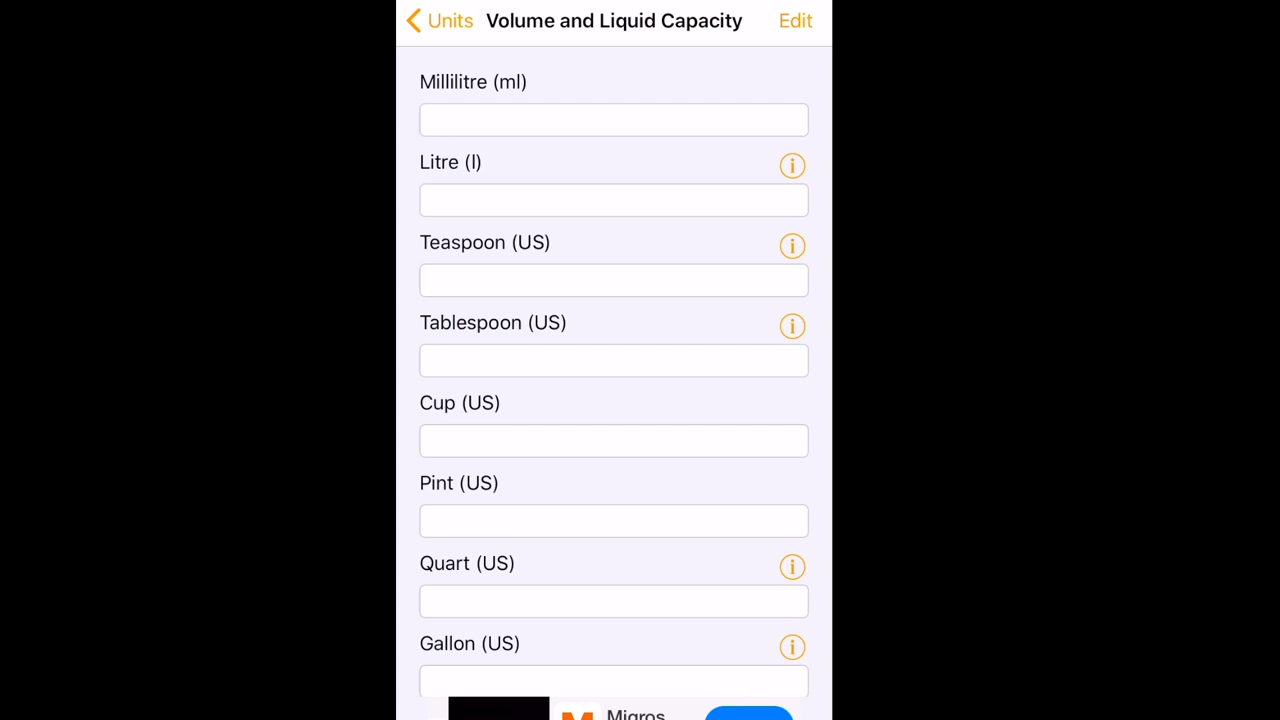 Units Volume and Liquid Capacity Edit
Millilitre (ml)
Litre (l)
Teaspoon (US)
Tablespoon (US)
Cup (US)
Pint (US)
Quart (US)
Gallon (US)
Migros